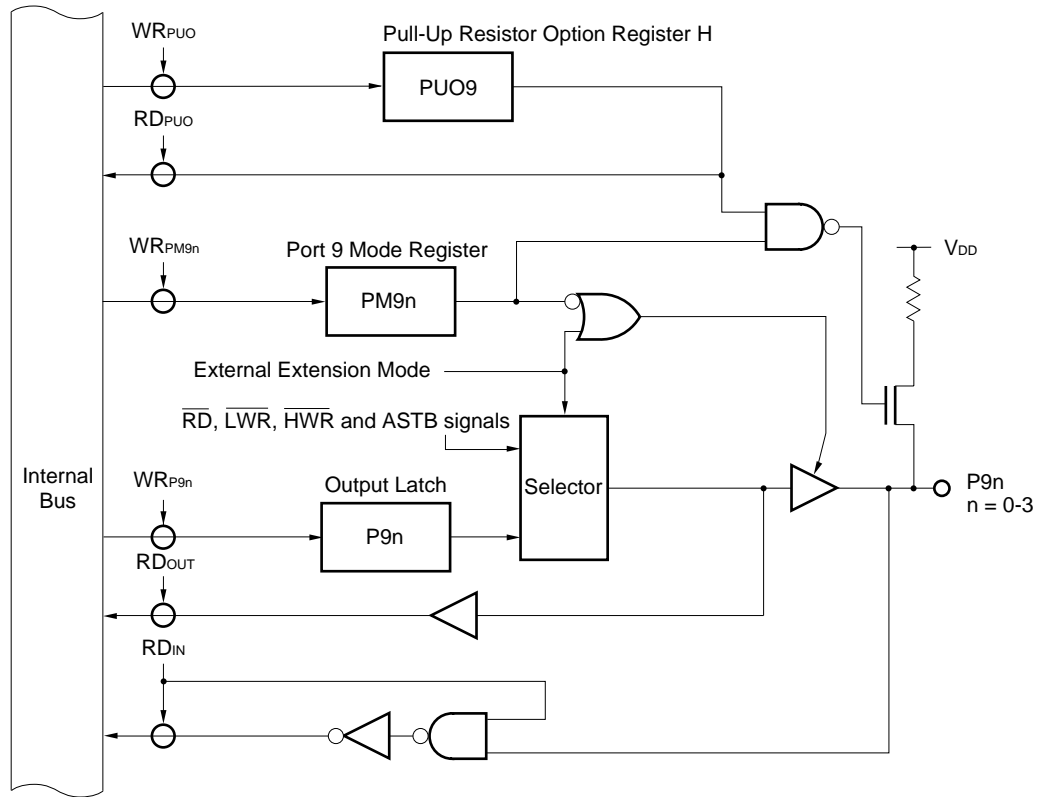 WRPUO
Pull-Up Resistor Option Register H
PUO9
RDPUO
WRPM9n
Port 9 Mode Register
VDD
PM9n
External Extension Mode
RD, LWR, HWR and ASTB signals
Internal
Bus
WRP9n
Output Latch
Selector
P9n
n = 0-3
P9n
RDOUT
RDIN